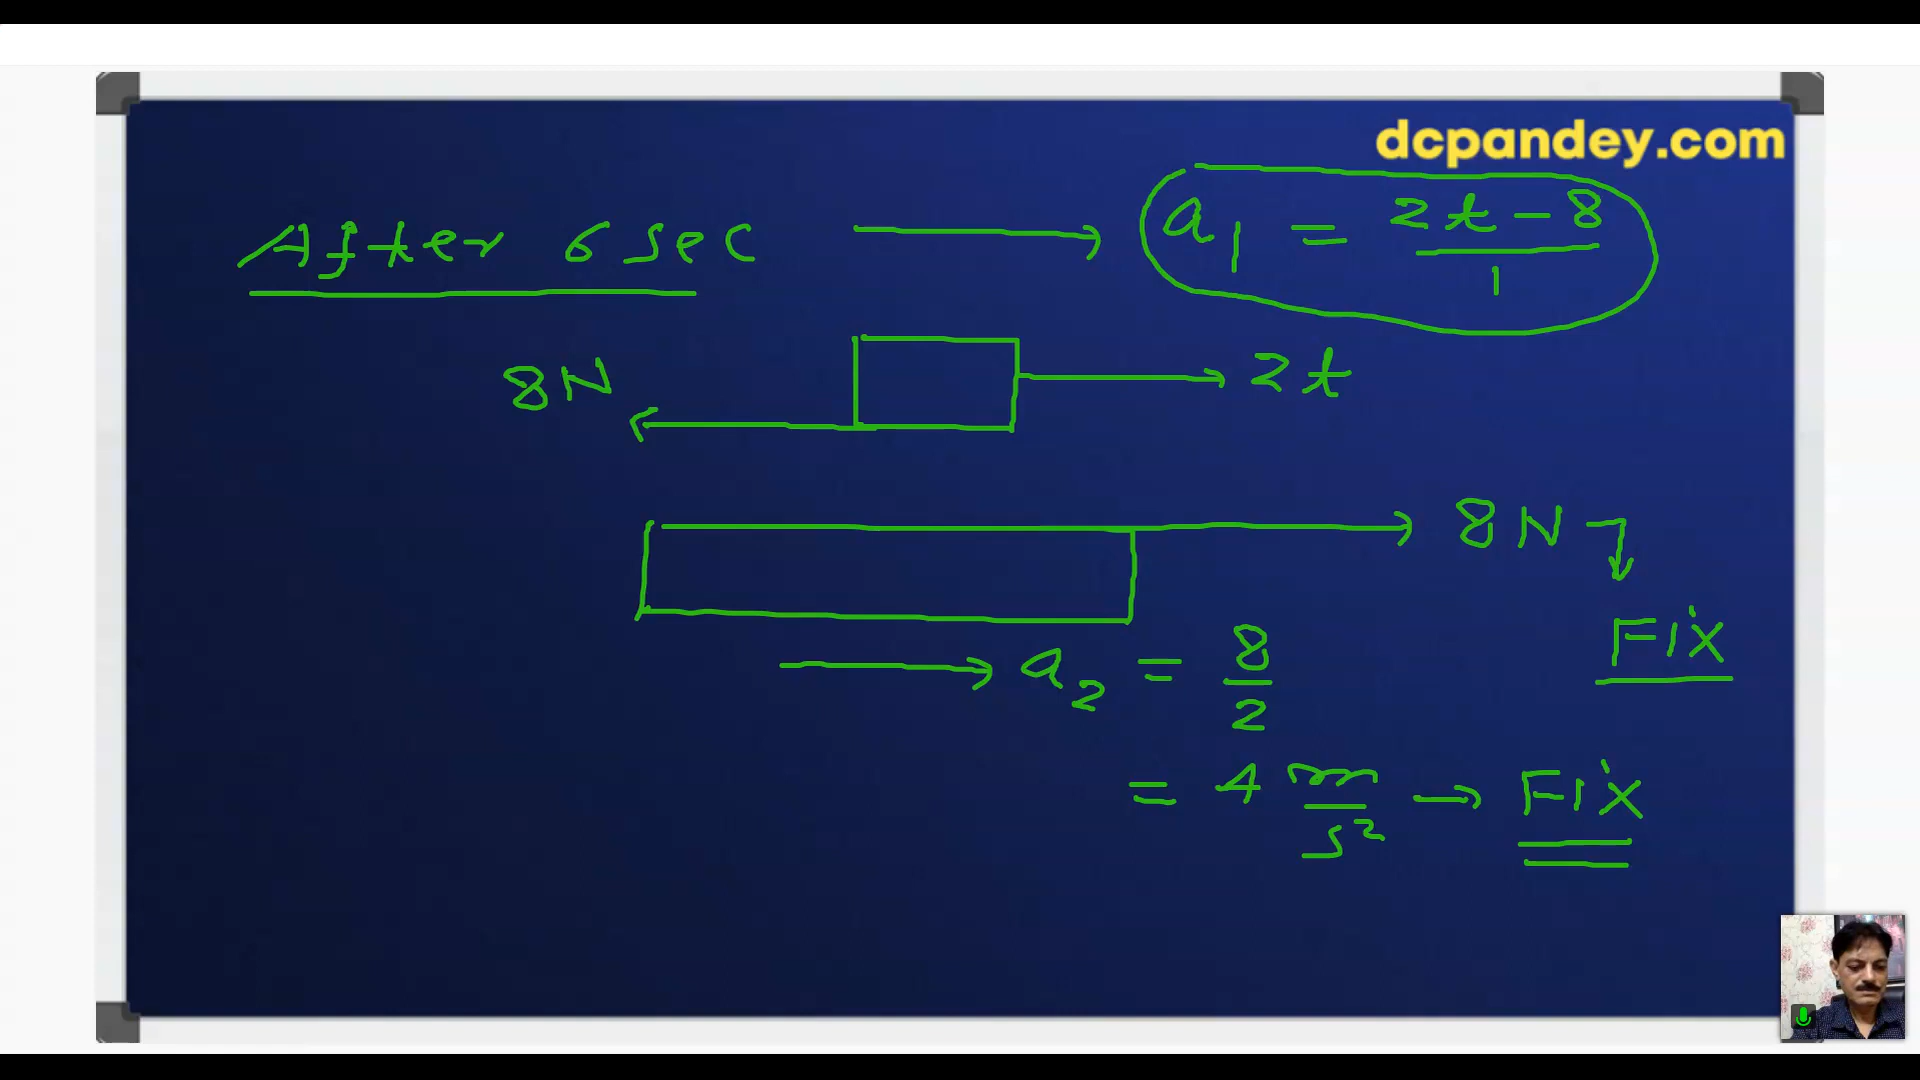 dcpandey.com
After 6 sec → a₁ = (2t - 8)/1
8N 2t
8N
Fix
→ a₂ = 8/2
= 4 m/s² → Fix